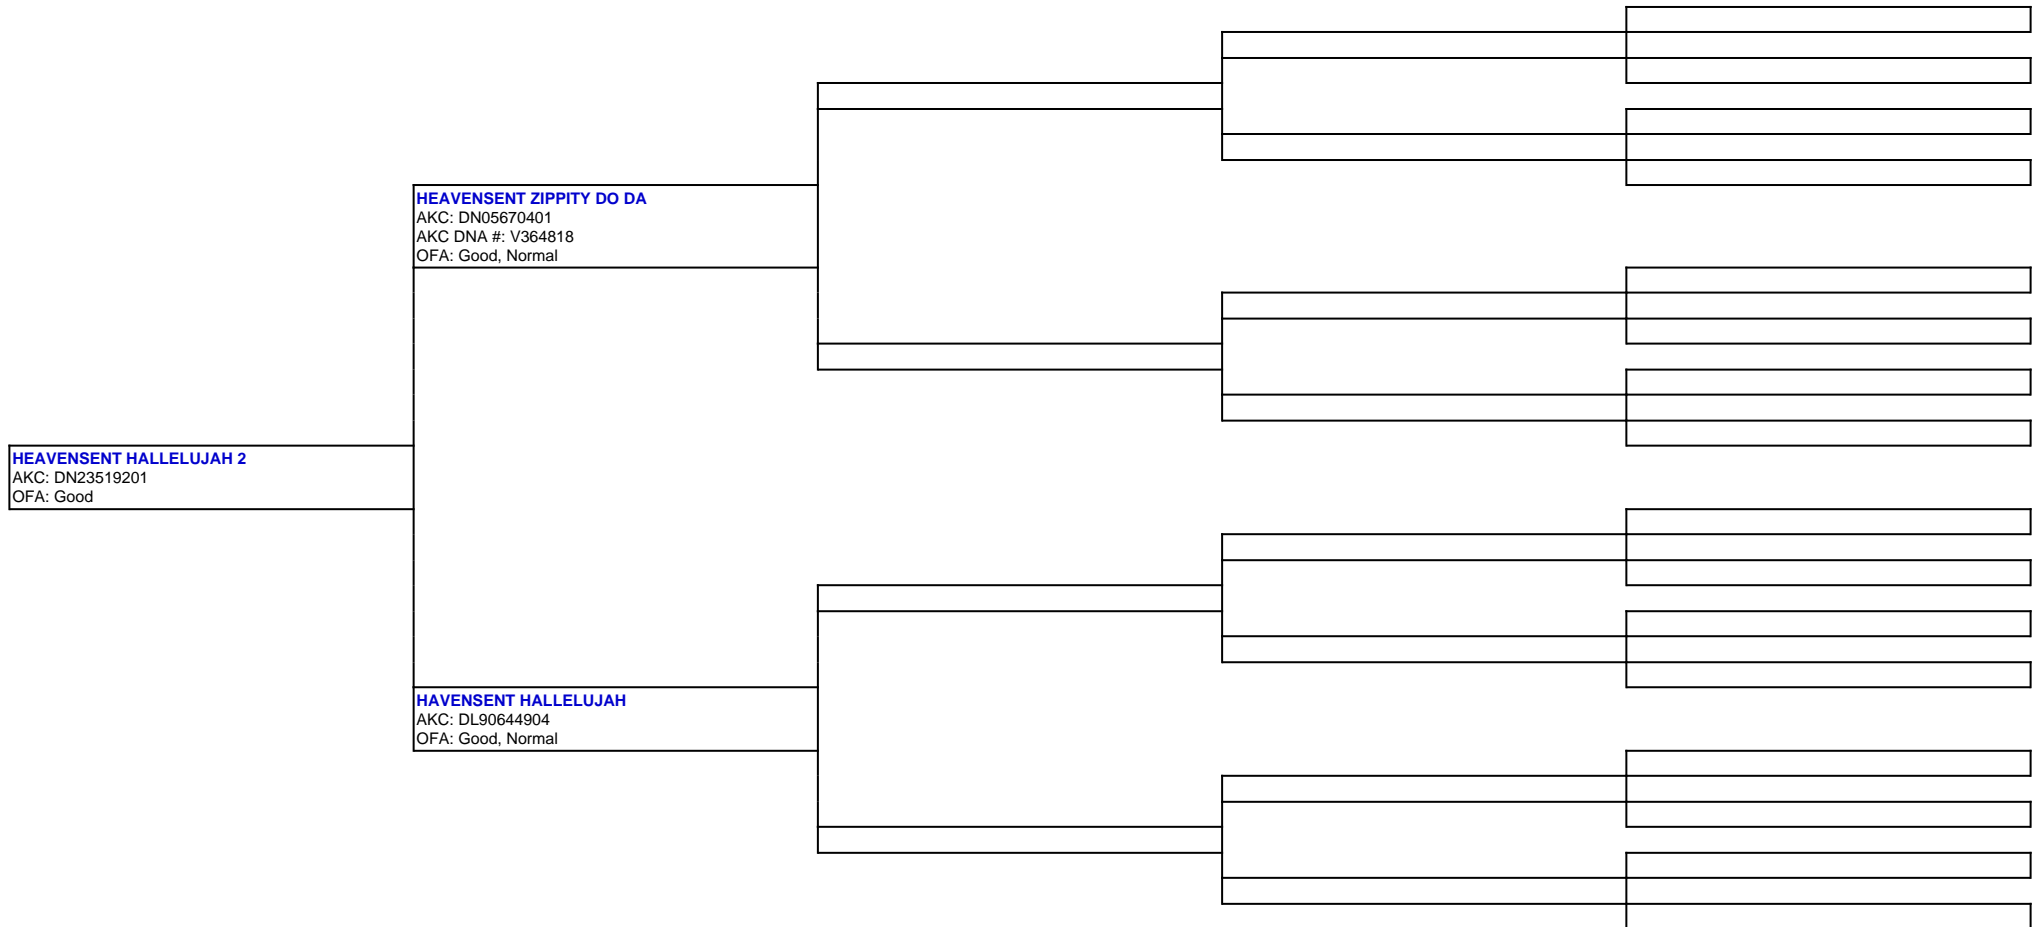 HEAVENSENT ZIPPITY DO DA
AKC: DN05670401
AKC DNA #: V364818
OFA: Good, Normal
HEAVENSENT HALLELUJAH 2
AKC: DN23519201
OFA: Good
HAVENSENT HALLELUJAH
AKC: DL90644904
OFA: Good, Normal